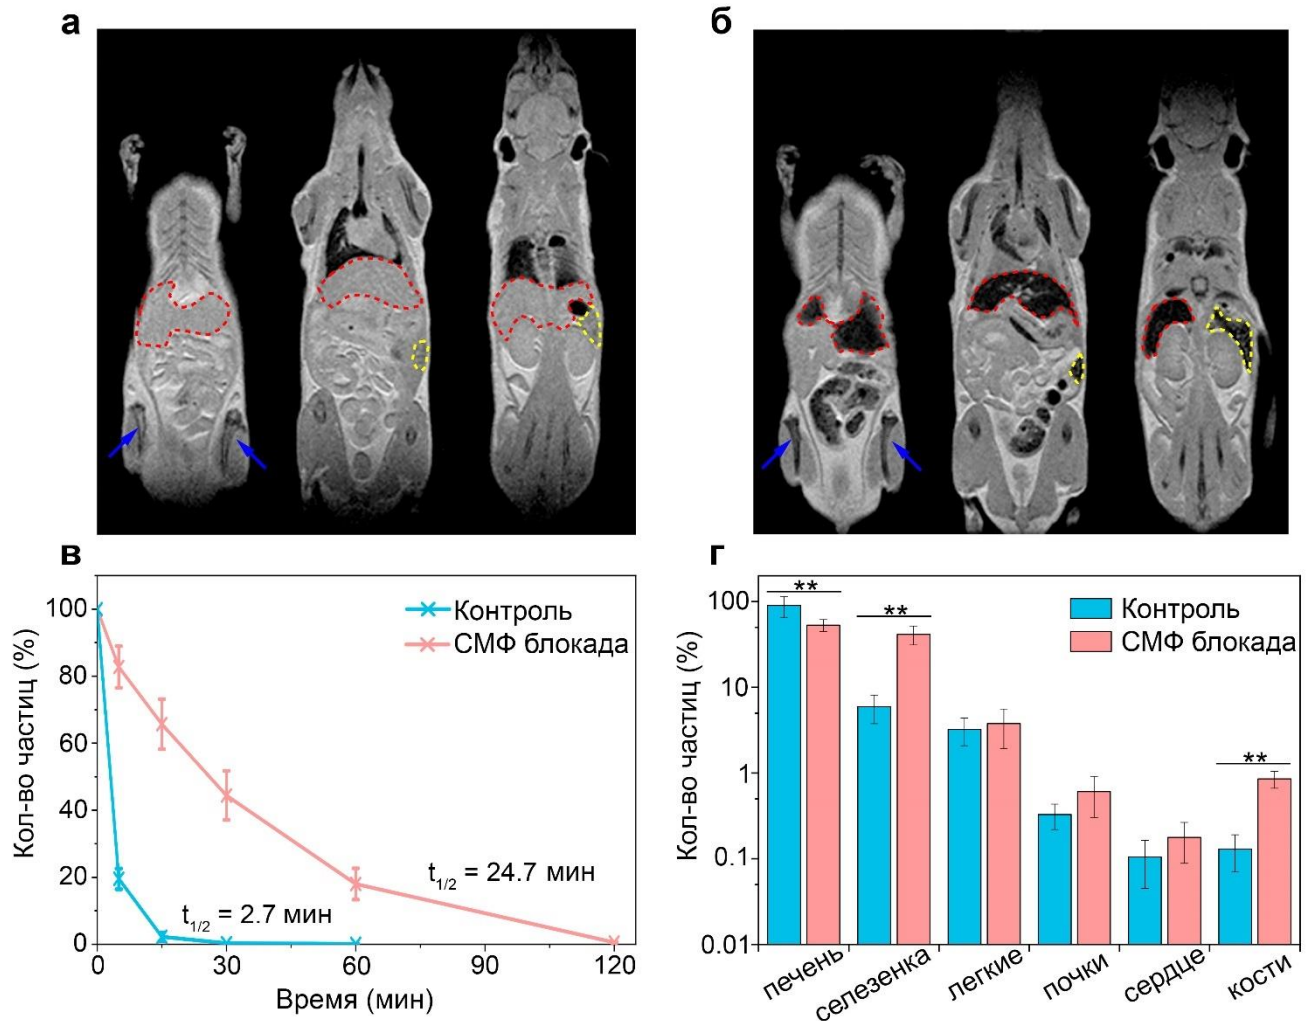 а
б
в
г
100
80
60
40
20
0
Кол-во частиц (%)
Контроль
СМФ блокада
t1/2 = 24.7 мин
t1/2 = 2.7 мин
0
30
60
90
120
Время (мин)
100
10
1
0.1
0.01
Кол-во частиц (%)
**
**
**
Контроль
СМФ блокада
печень
селезенка
легкие
почки
сердце
кости